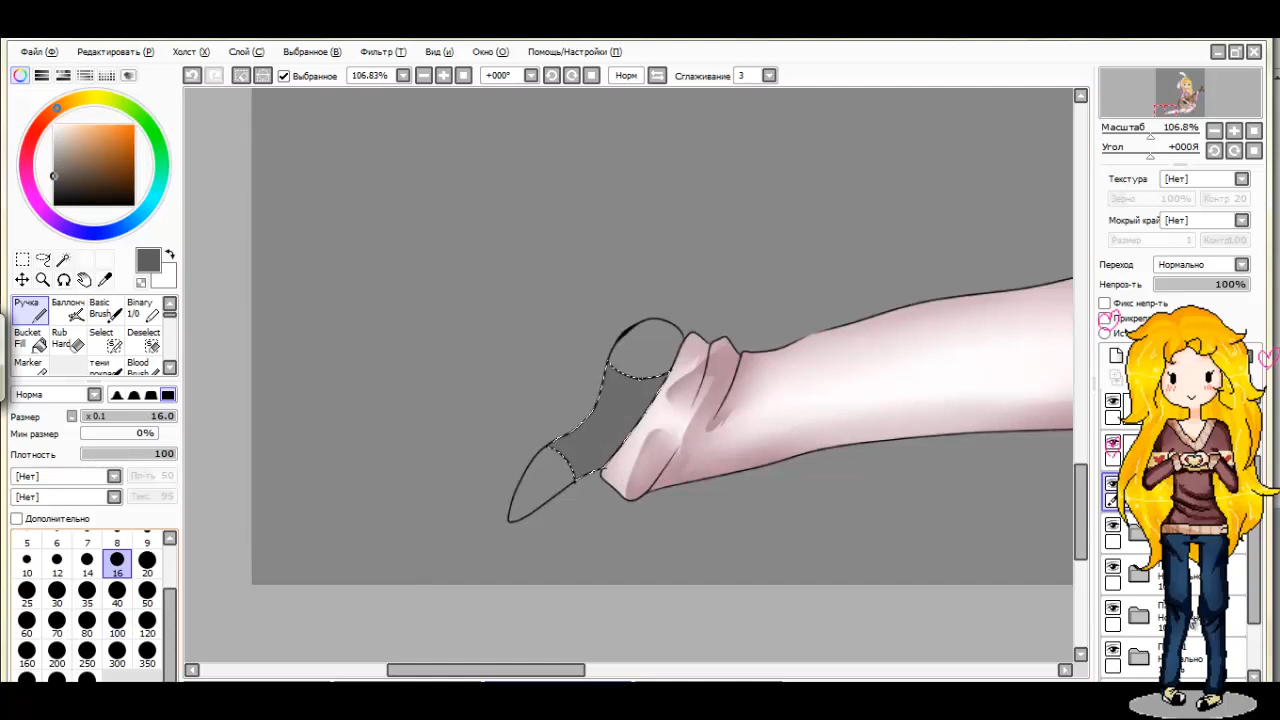 Файл (Ф) Редактировать (Р) Холст (X) Слой (С) Выбранное (В) Фильтр (Т) Вид (и) Окно (О) Помощь/Настройки (П)
Выбранное 106.83% +000° Норм Сглаживание 3
Масштаб 106.8%
Угол +000Я
Текстура [Нет]
Зерно 100% Контр 20
Мокрый край [Нет]
Размер 1 Контр 100
Переход Нормально
Непроз-ть 100%
Фикс непр-ть
Ручка Баллонч Basic Brush Binary 1/0
Bucket Fill Rub Hard Select Deselect
Marker тени Blood Brush
Норма
Размер x 0.1 16.0
Мин размер 0%
Плотность 100
[Нет] Пр-ть 50
[Нет] Текс. 95
Дополнительно
5 6 7 8 9
10 12 14 16 20
25 30 35 40 50
60 70 80 100 120
160 200 250 300 350